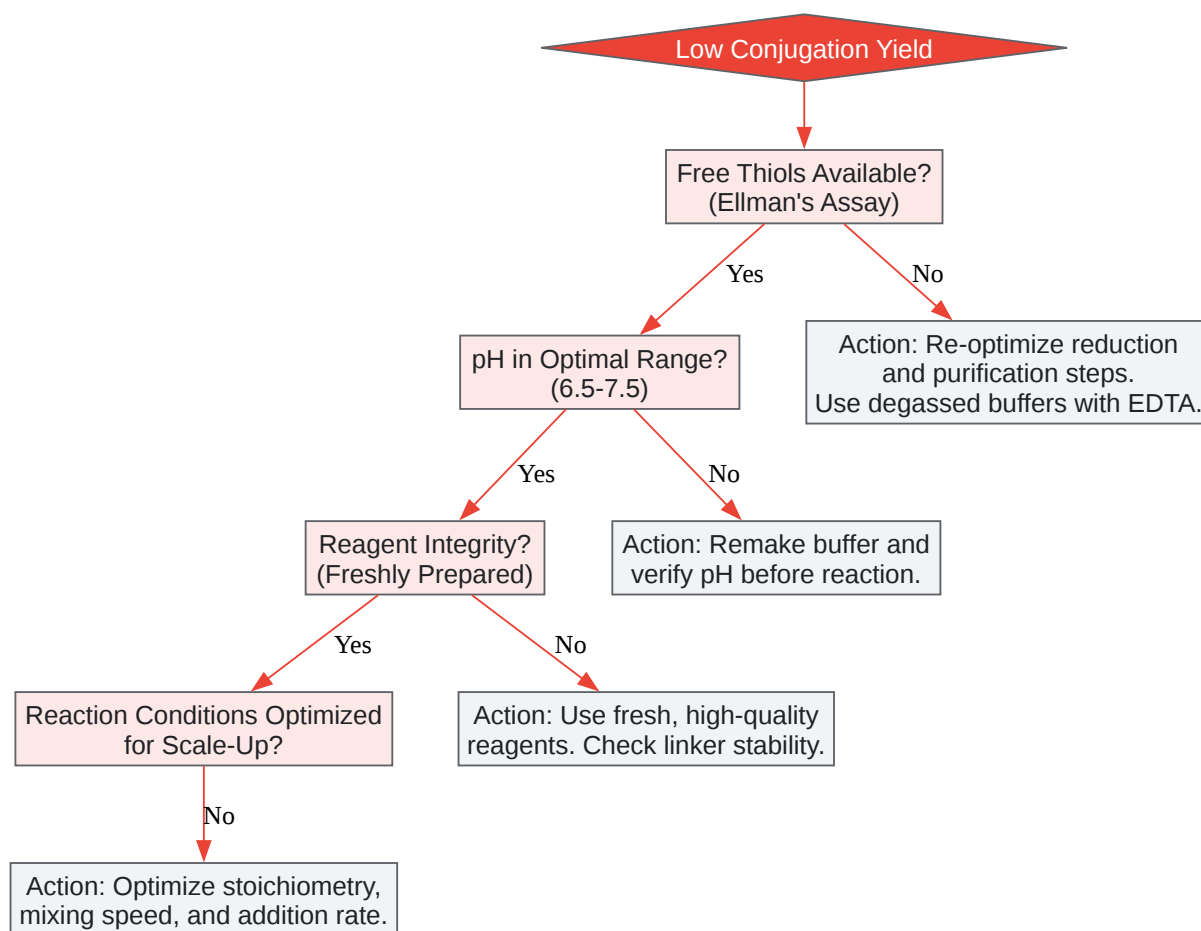 Low Conjugation Yield
Free Thiols Available?
(Ellman's Assay)
Yes
No
pH in Optimal Range?
(6.5-7.5)
Action: Re-optimize reduction
and purification steps.
Use degassed buffers with EDTA.
Yes
No
Reagent Integrity?
(Freshly Prepared)
Action: Remake buffer and
verify pH before reaction.
Yes
No
Reaction Conditions Optimized
for Scale-Up?
Action: Use fresh, high-quality
reagents. Check linker stability.
No
Action: Optimize stoichiometry,
mixing speed, and addition rate.